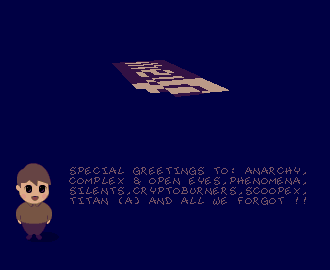 SPECIAL GREETINGS TO: ANARCHY,
COMPLEX & OPEN EYES,PHENOMENA,
SILENTS,CRYPTOBURNERS,SCOOPEX,
TITAN (A) AND ALL WE FORGOT !!